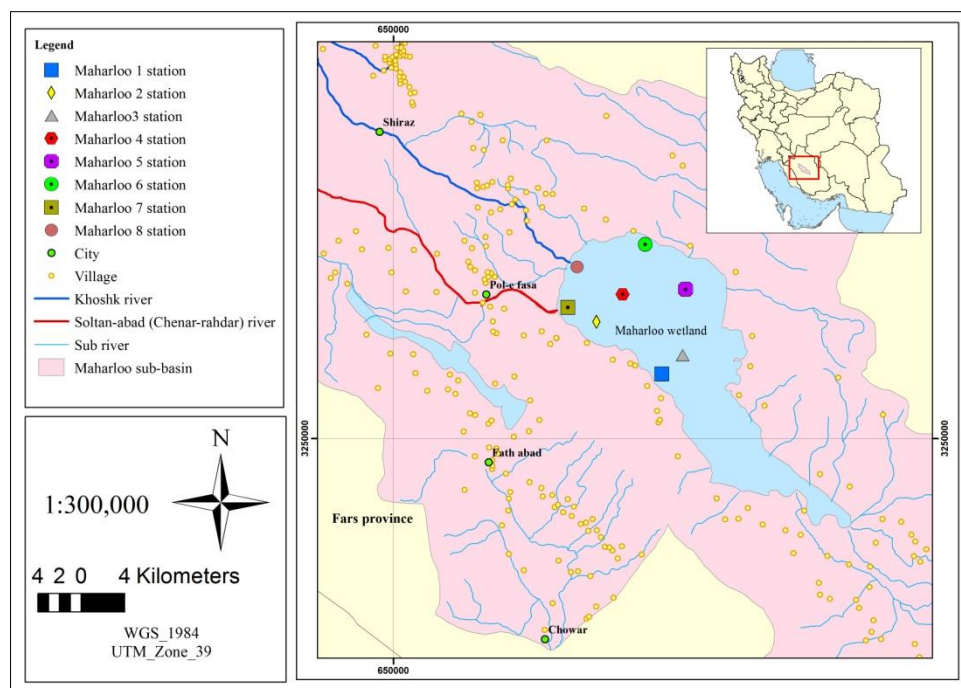 Legend
Maharloo 1 station
Maharloo 2 station
Maharloo3 station
Maharloo 4 station
Maharloo 5 station
Maharloo 6 station
Maharloo 7 station
Maharloo 8 station
City
Village
Khoshk river
Soltan-abad (Chenar-rahdar) river
Sub river
Maharloo sub-basin
N
1:300,000
4 2 0 4 Kilometers
WGS_1984
UTM_Zone_39
650000
Shiraz
Pol-e fasa
Maharloo wetland
3250000
3250000
Fath abad
Fars province
Chowar
650000